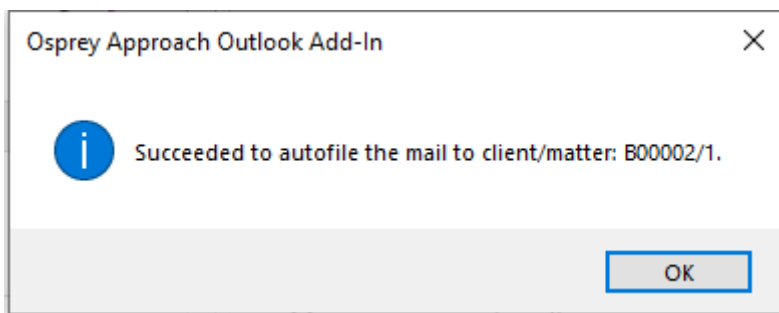 Osprey Approach Outlook Add-In
Succeeded to autofile the mail to client/matter: B00002/1.
OK